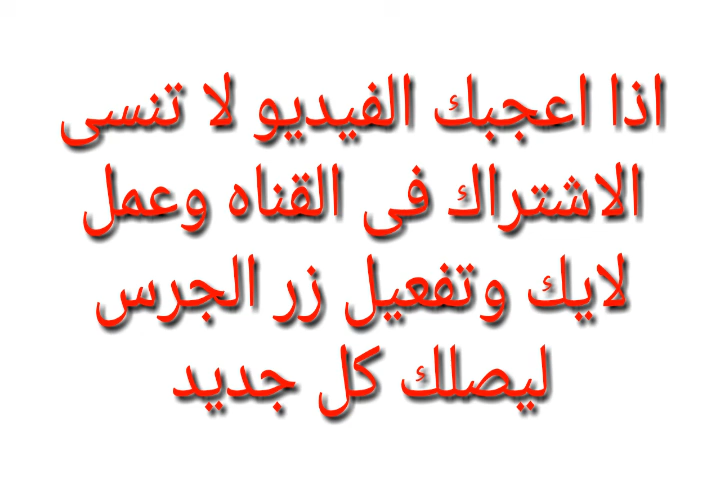 اذا اعجبك الفيديو لا تنسى
الاشتراك فى القناه وعمل
لايك وتفعيل زر الجرس
ليصلك كل جديد